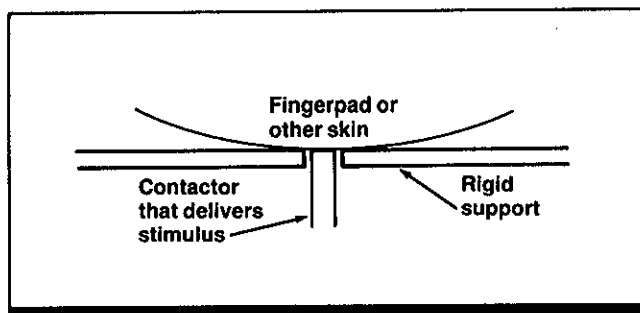 Fingerpad or
other skin
Contactor
that delivers
stimulus
Rigid
support